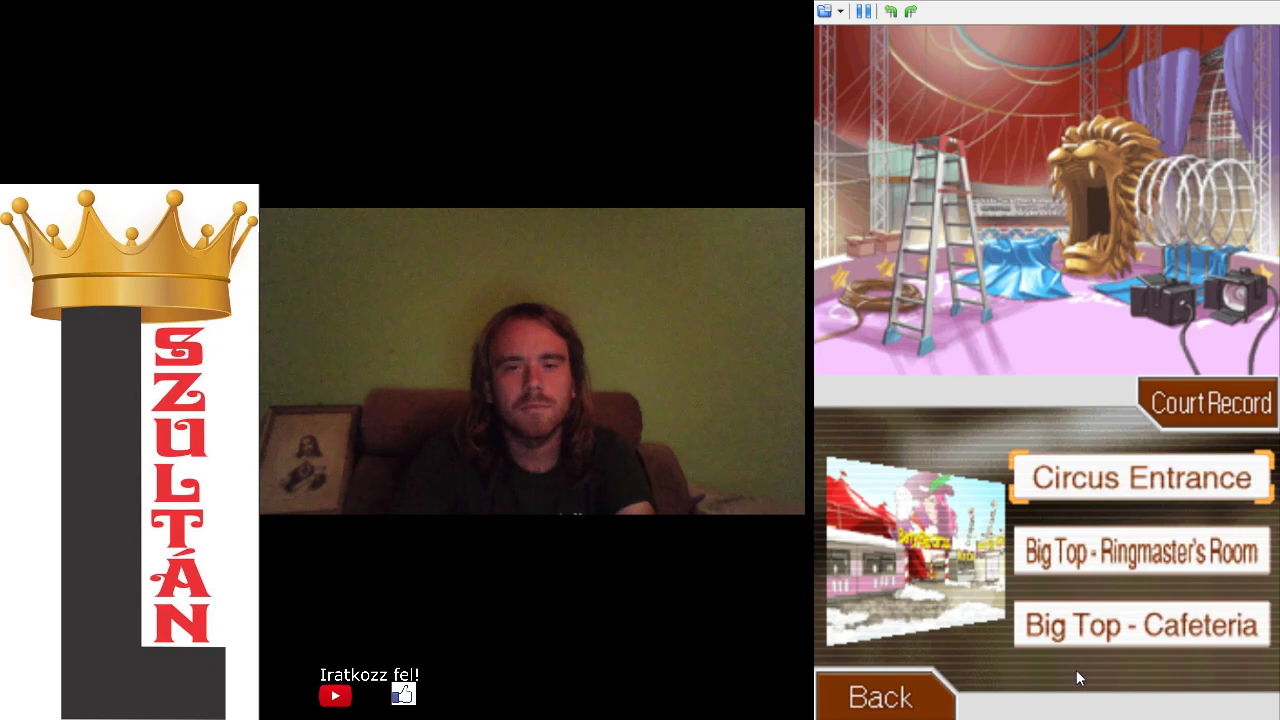 SZULTÁN
Iratkozz fel!
Court Record
Circus Entrance
Big Top - Ringmaster's Room
Big Top - Cafeteria
Back